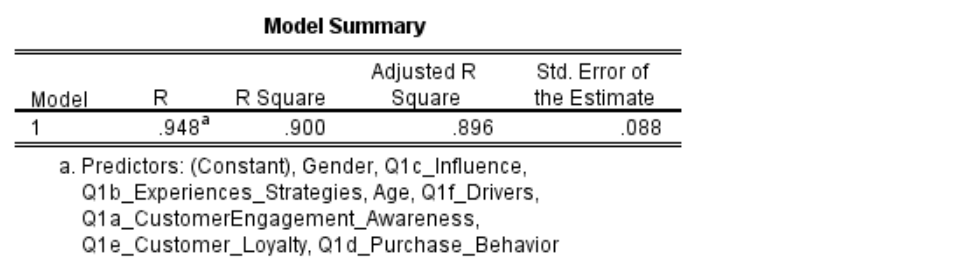 Model Summary
Model R R Square Adjusted R Square Std. Error of the Estimate
1 .948a .900 .896 .088
a. Predictors: (Constant), Gender, Q1c_Influence,
Q1b_Experiences_Strategies, Age, Q1f_Drivers,
Q1a_CustomerEngagement_Awareness,
Q1e_Customer_Loyalty, Q1d_Purchase_Behavior